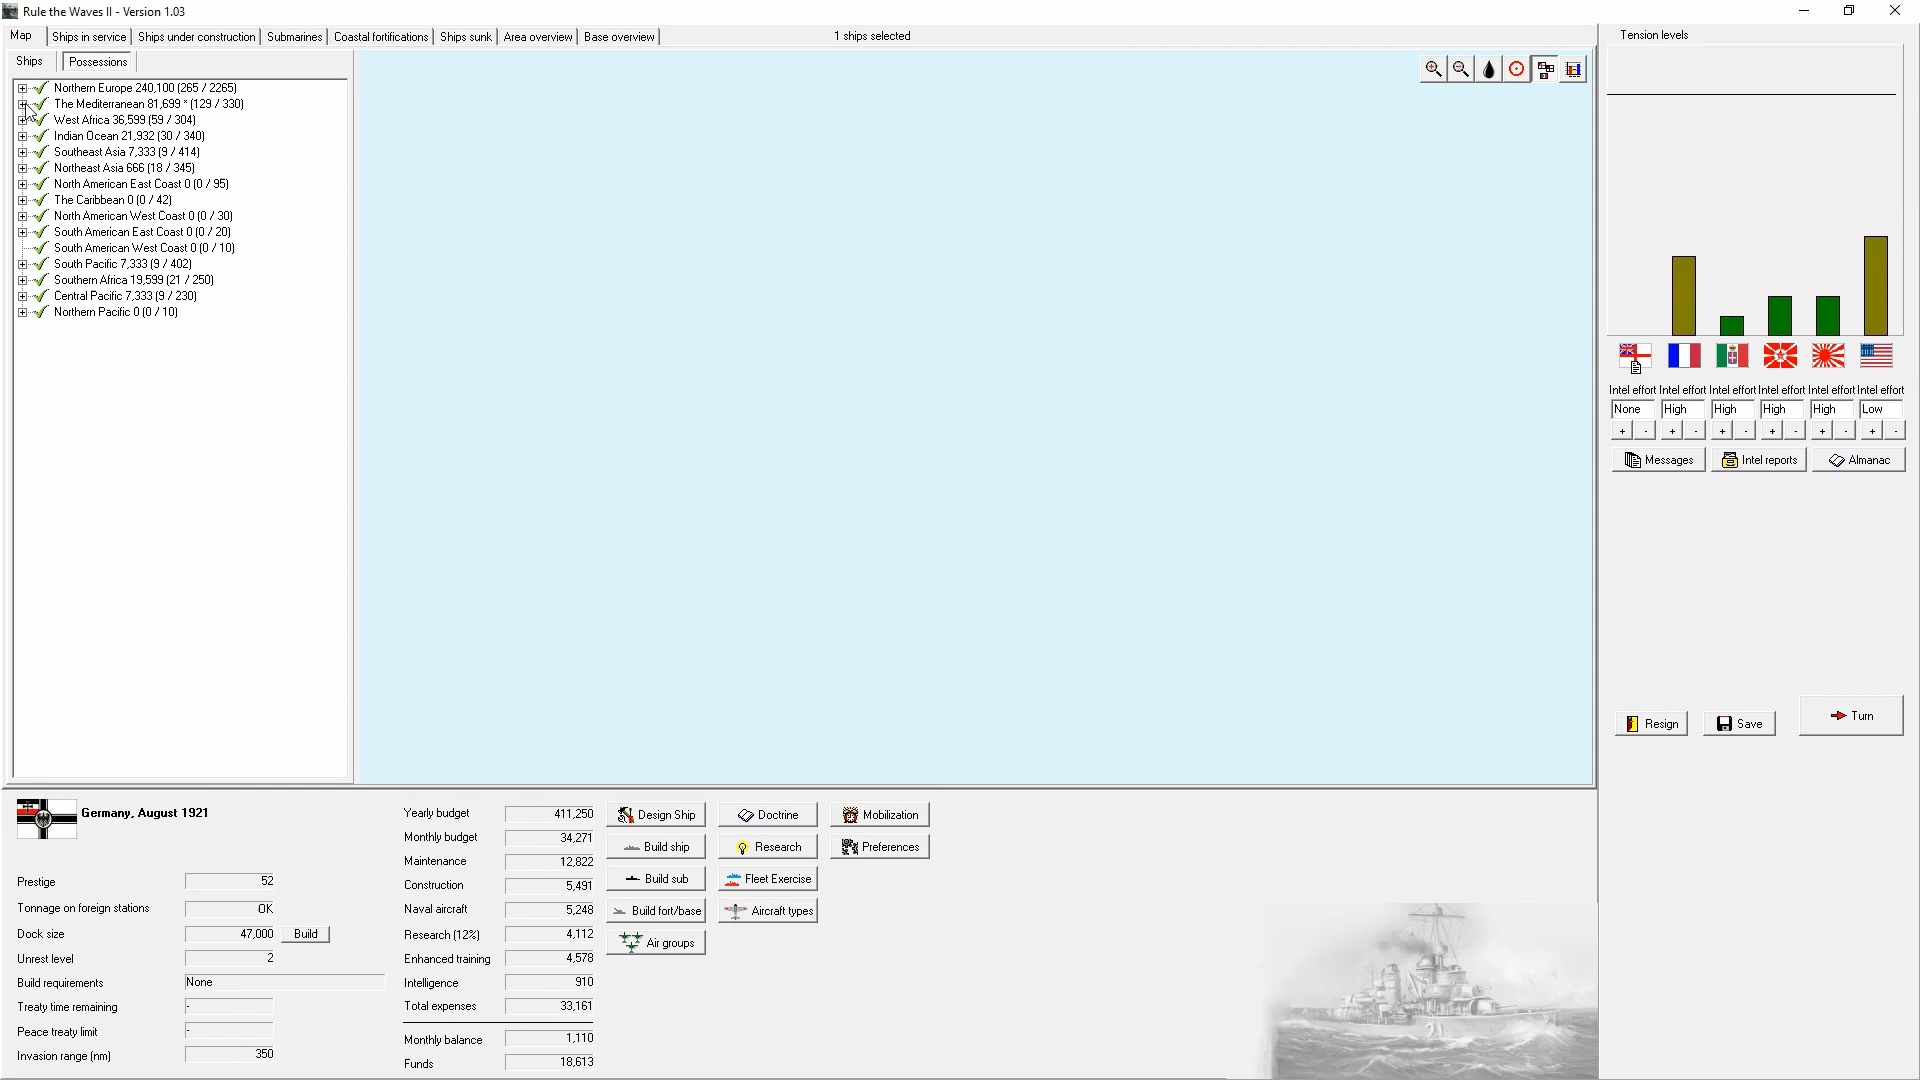 Rule the Waves II - Version 1.03
Map
Ships in service
Ships under construction
Submarines
Coastal fortifications
Ships sunk
Area overview
Base overview
1 ships selected
Tension levels
Ships
Possessions
Northern Europe 240,100 (265 / 2265)
The Mediterranean 81,699 * (129 / 330)
West Africa 36,599 (59 / 304)
Indian Ocean 21,932 (30 / 340)
Southeast Asia 7,333 (9 / 414)
Northeast Asia 666 (18 / 345)
North American East Coast 0 (0 / 95)
The Caribbean 0 (0 / 42)
North American West Coast 0 (0 / 30)
South American East Coast 0 (0 / 20)
South American West Coast 0 (0 / 10)
South Pacific 7,333 (9 / 402)
Southern Africa 19,599 (21 / 250)
Central Pacific 7,333 (9 / 230)
Northern Pacific 0 (0 / 10)
Intel effort Intel effort Intel effort Intel effort Intel effort Intel effort
None High High High High Low
+ - + - + - + - + - + -
Messages
Intel reports
Almanac
Resign
Save
Turn
Germany, August 1921
Prestige 52
Tonnage on foreign stations OK
Dock size 47,000 Build
Unrest level 2
Build requirements None
Treaty time remaining -
Peace treaty limit -
Invasion range (nm) 350
Yearly budget 411,250
Monthly budget 34,271
Maintenance 12,822
Construction 5,491
Naval aircraft 5,248
Research (12%) 4,112
Enhanced training 4,578
Intelligence 910
Total expenses 33,161
Monthly balance 1,110
Funds 18,613
Design Ship
Doctrine
Mobilization
Build ship
Research
Preferences
Build sub
Fleet Exercise
Build fort/base
Aircraft types
Air groups